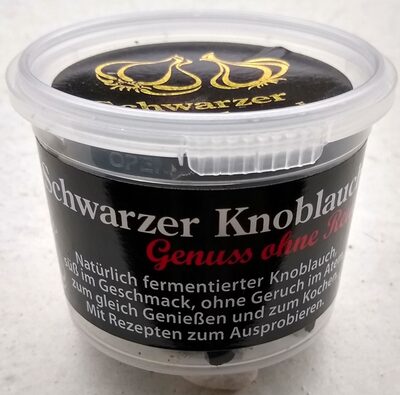 Schwarzer
Schwarzer Knoblauch
Genuss ohne
Natürlich fermentierter Knoblauch,
süß im Geschmack, ohne Geruch im Atem
zum gleich Genießen und zum Kochen.
Mit Rezepten zum Ausprobieren.